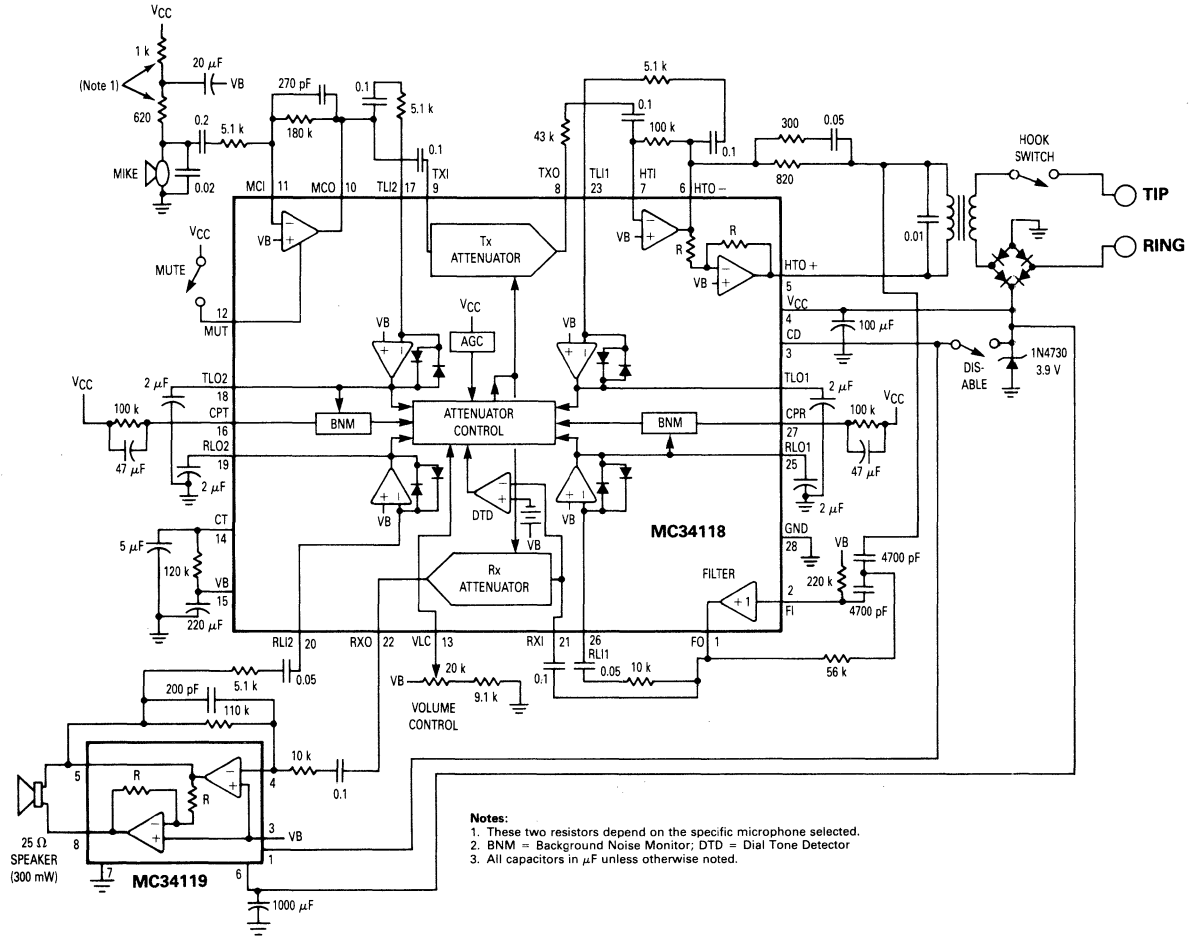 VCC
1 k
20 μF
(Note 1)
VB
620
0.2
5.1 k
270 pF
180 k
0.1
5.1 k
0.1
MIKE
0.02
MCI
11
MCO
10
TLI2
17
TXI
9
5.1 k
0.1
43 k
100 k
0.1
TXO
8
TLI1
23
HTI
7
6
HTO –
300
0.05
820
HOOK
SWITCH
TIP
0.01
RING
VCC
MUTE
12
MUT
VB
Tx
ATTENUATOR
VB
R
R
VB
HTO +
5
VCC
4
100 μF
CD
3
DIS-
ABLE
1N4730
3.9 V
VCC
AGC
VB
VB
VCC
2 μF
TLO2
18
100 k
CPT
16
47 μF
RLO2
19
2 μF
BNM
ATTENUATOR
CONTROL
BNM
TLO1
2 μF
VCC
CPR
100 k
27
RLO1
25
47 μF
2 μF
VB
DTD
VB
VB
MC34118
GND
28
CT
14
5 μF
120 k
VB
15
220 μF
Rx
ATTENUATOR
FILTER
+1
VB
220 k
4700 pF
2
FI
4700 pF
RLI2
20
RXO
22
VLC
13
RXI
21
26
RLI1
FO
1
5.1 k
0.05
200 pF
110 k
VB
20 k
9.1 k
VOLUME
CONTROL
0.1
0.05
10 k
56 k
5
R
R
4
10 k
0.1
25 Ω
SPEAKER
(300 mW)
8
3
VB
1
7
MC34119
6
1000 μF
Notes:
1. These two resistors depend on the specific microphone selected.
2. BNM = Background Noise Monitor; DTD = Dial Tone Detector
3. All capacitors in μF unless otherwise noted.